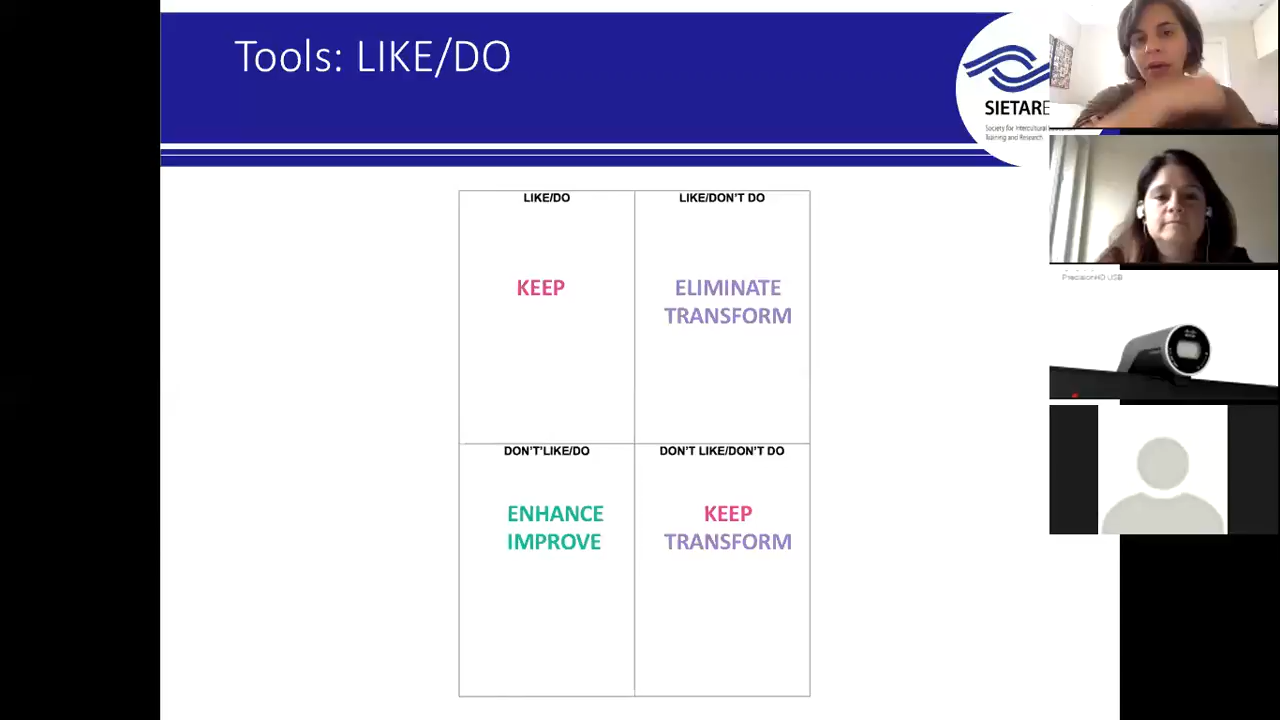 Tools: LIKE/DO
SIETAR
Society for Intercultural
Training and Research
LIKE/DO
LIKE/DON'T DO
KEEP
ELIMINATE
TRANSFORM
DON'T'LIKE/DO
DON'T LIKE/DON'T DO
ENHANCE
IMPROVE
KEEP
TRANSFORM
PrecisionHD USB